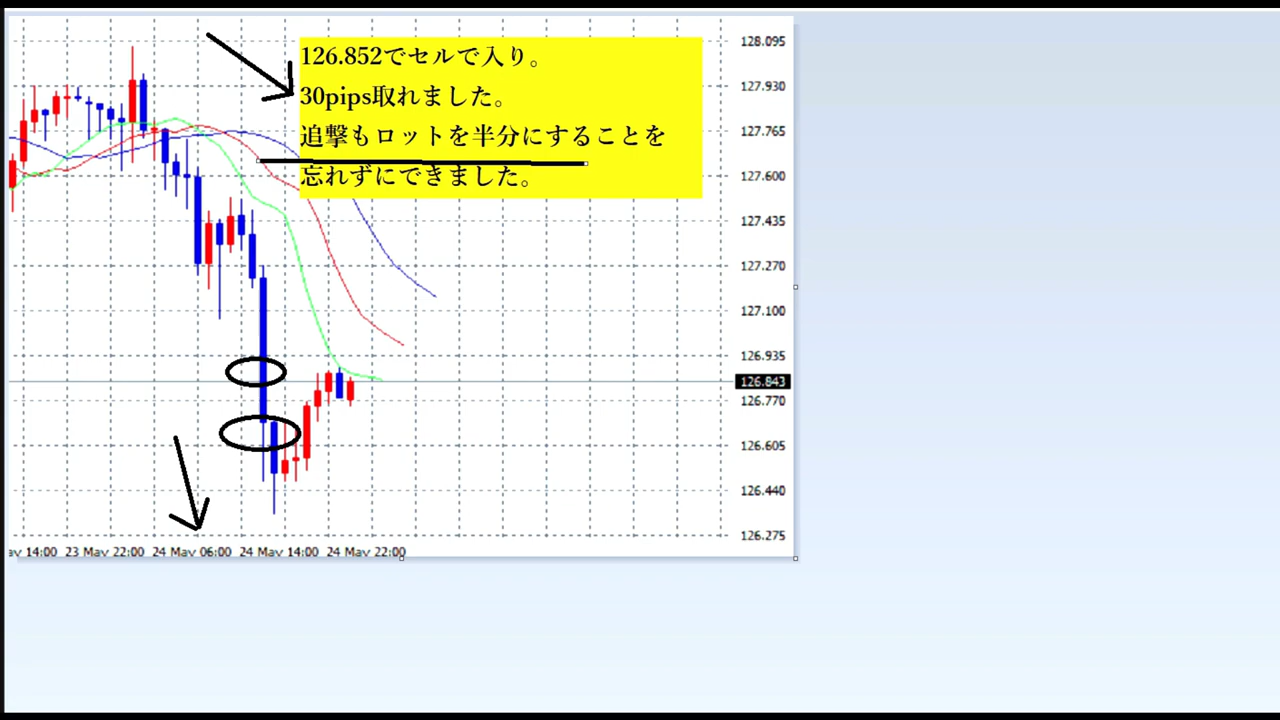 126.852でセルで入り。
30pips取れました。
追撃もロットを半分にすることを
忘れずにできました。
128.095
127.930
127.765
127.600
127.435
127.270
127.100
126.935
126.843
126.770
126.605
126.440
126.275
14:00 23 May 22:00 24 May 06:00 24 May 14:00 24 May 22:00